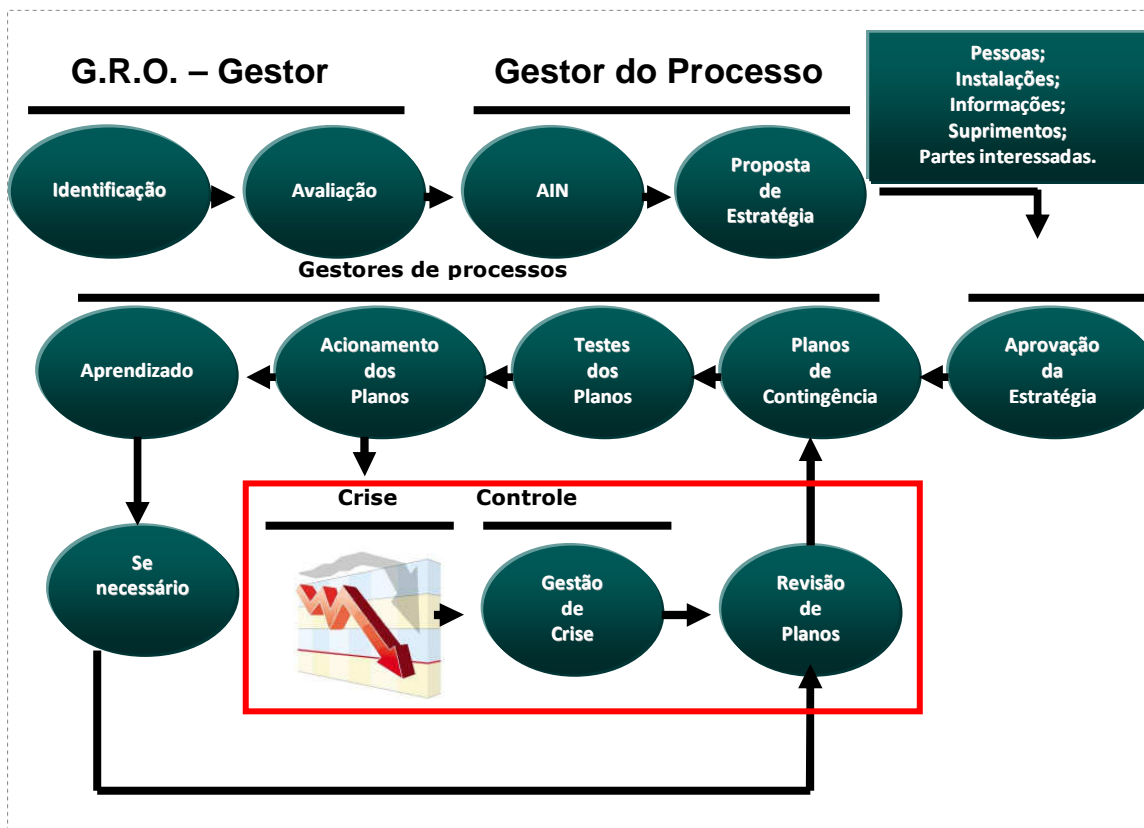 G.R.O. – Gestor
Gestor do Processo
Pessoas;
Instalações;
Informações;
Suprimentos;
Partes interessadas.
Identificação
Avaliação
AIN
Proposta
de
Estratégia
Gestores de processos
Aprendizado
Acionamento
dos
Planos
Testes
dos
Planos
Planos
de
Contingência
Aprovação
da
Estratégia
Crise
Controle
Se
necessário
Gestão
de
Crise
Revisão
de
Planos